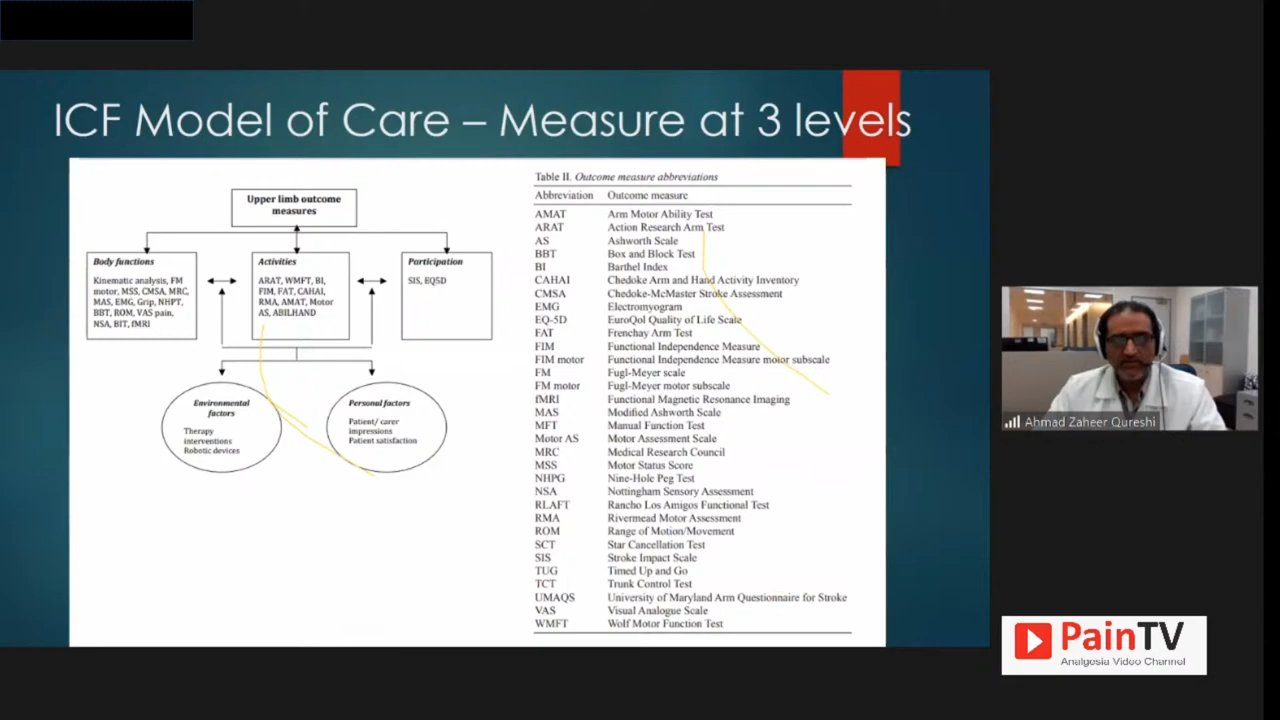 ICF Model of Care – Measure at 3 levels
Upper limb outcome
measures
Body functions
Kinematic analysis, FM
motor, MSS, CMSA, MRC,
MAS, EMG, Grip, NHPT,
BBT, ROM, VAS pain,
NSA, BIT, fMRI
Activities
ARAT, WMFT, BI,
FIM, FAT, CAHAI,
RMA, AMAT, Motor
AS, ABILHAND
Participation
SIS, EQ5D
Environmental
factors
Therapy
interventions
Robotic devices
Personal factors
Patient/ carer
impressions
Patient satisfaction
Table II. Outcome measure abbreviations
Abbreviation Outcome measure
AMAT Arm Motor Ability Test
ARAT Action Research Arm Test
AS Ashworth Scale
BBT Box and Block Test
BI Barthel Index
CAHAI Chedoke Arm and Hand Activity Inventory
CMSA Chedoke-McMaster Stroke Assessment
EMG Electromyogram
EQ-5D EuroQol Quality of Life Scale
FAT Frenchay Arm Test
FIM Functional Independence Measure
FIM motor Functional Independence Measure motor subscale
FM Fugl-Meyer scale
FM motor Fugl-Meyer motor subscale
fMRI Functional Magnetic Resonance Imaging
MAS Modified Ashworth Scale
MFT Manual Function Test
Motor AS Motor Assessment Scale
MRC Medical Research Council
MSS Motor Status Score
NHPG Nine-Hole Peg Test
NSA Nottingham Sensory Assessment
RLAFT Rancho Los Amigos Functional Test
RMA Rivermead Motor Assessment
ROM Range of Motion/Movement
SCT Star Cancellation Test
SIS Stroke Impact Scale
TUG Timed Up and Go
TCT Trunk Control Test
UMAQS University of Maryland Arm Questionnaire for Stroke
VAS Visual Analogue Scale
WMFT Wolf Motor Function Test
Ahmad Zaheer Qureshi
PainTV
Analgesia Video Channel